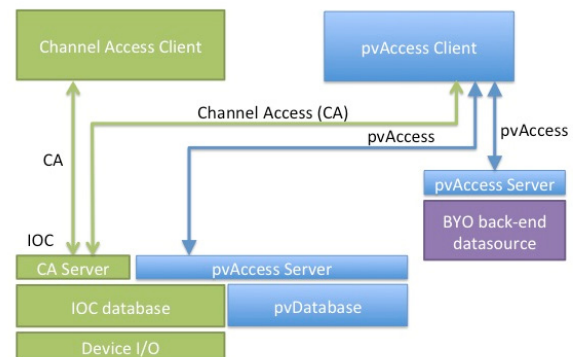 Channel Access Client
pvAccess Client
Channel Access (CA)
pvAccess
pvAccess
CA
pvAccess Server
BYO back-end
datasource
IOC
CA Server
pvAccess Server
IOC database
pvDatabase
Device I/O